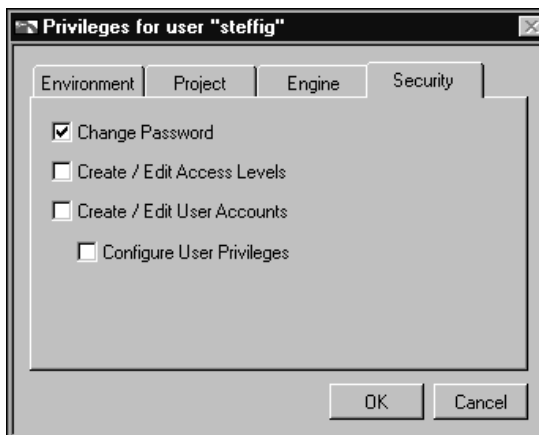 Privileges for user "steffig"
Environment Project Engine Security
Change Password
Create / Edit Access Levels
Create / Edit User Accounts
Configure User Privileges
OK Cancel